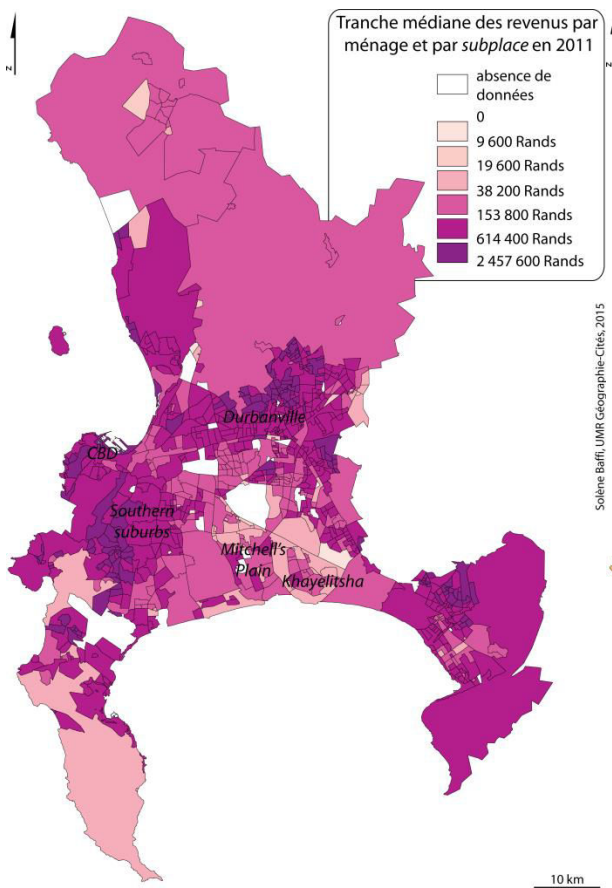 Tranche médiane des revenus par
ménage et par subplace en 2011
absence de
données
0
9 600 Rands
19 600 Rands
38 200 Rands
153 800 Rands
614 400 Rands
2 457 600 Rands
z
z
Solène Baffi, UMR Géographie-Cités, 2015
Durbanville
CBD
Southern
suburbs
Mitchell's
Plain
Khayelitsha
10 km